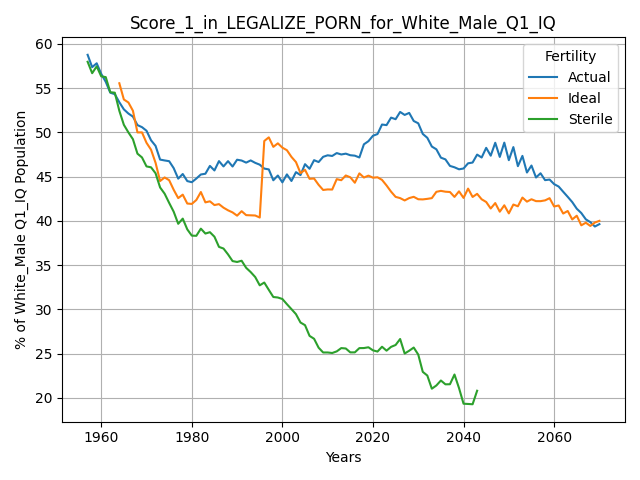 Score_1_in_LEGALIZE_PORN_for_White_Male_Q1_IQ
% of White_Male Q1_IQ Population
60
55
50
45
40
35
30
25
20
Fertility
Actual
Ideal
Sterile
1960 1980 2000 2020 2040 2060
Years